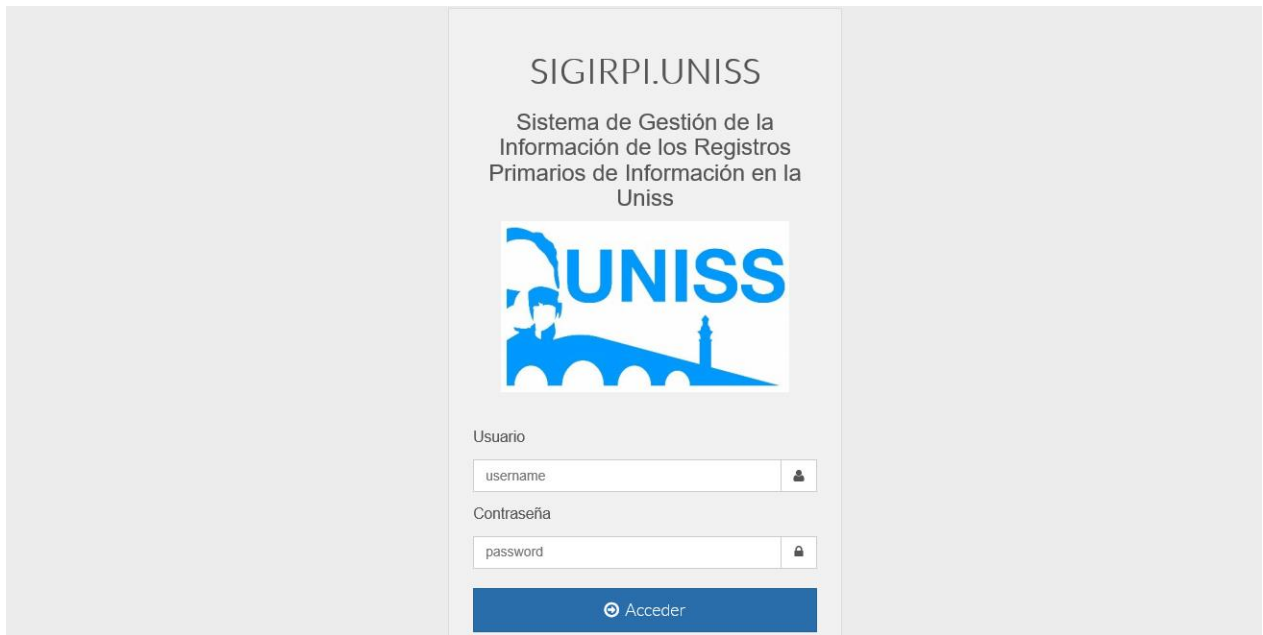 SIGIRPI.UNISS
Sistema de Gestión de la
Información de los Registros
Primarios de Información en la
Uniss
UNISS
Usuario
username
Contraseña
password
Acceder